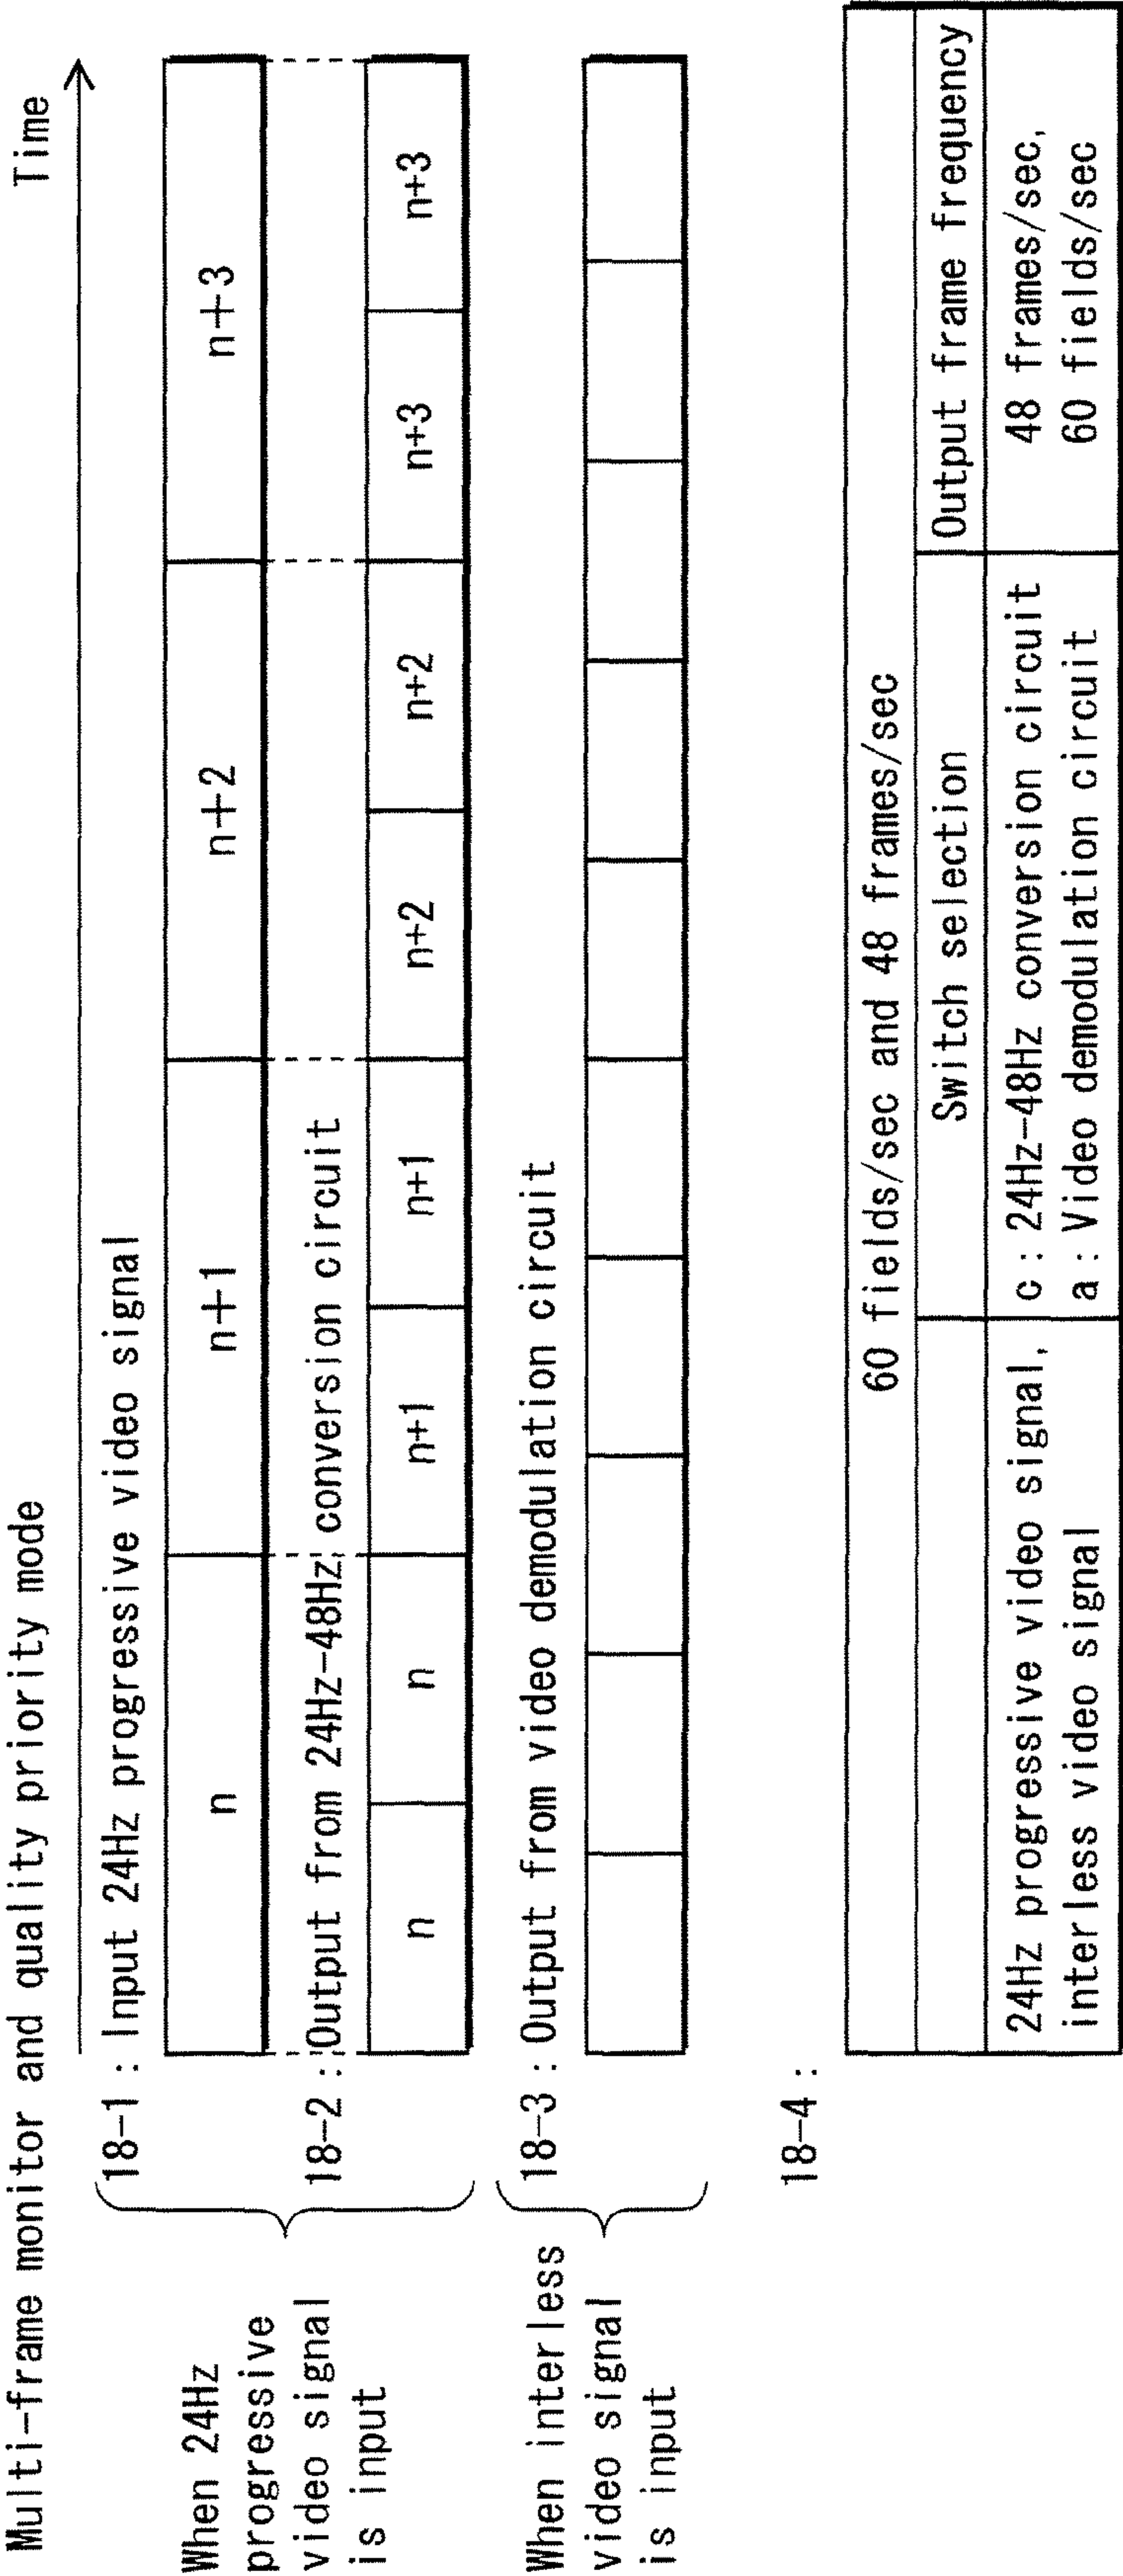 Multi-frame monitor and quality priority mode
Time
When 24Hz
progressive
video signal
is input
18-1 : Input 24Hz progressive video signal
n n+1 n+2 n+3
18-2 : Output from 24Hz-48Hz conversion circuit
n n n+1 n+1 n+2 n+2 n+3 n+3
When interless
video signal
is input
18-3 : Output from video demodulation circuit
18-4 :
60 fields/sec and 48 frames/sec
Switch selection Output frame frequency
24Hz progressive video signal, c : 24Hz-48Hz conversion circuit 48 frames/sec,
interless video signal a : Video demodulation circuit 60 fields/sec